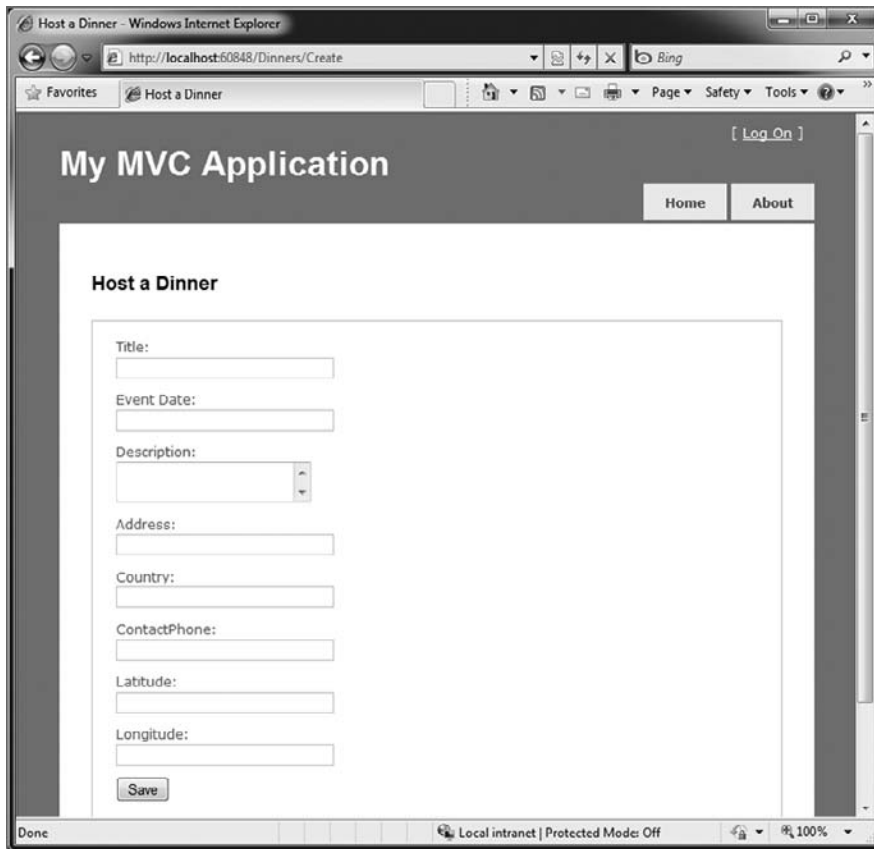 Host a Dinner - Windows Internet Explorer
http://localhost:60848/Dinners/Create
Bing
Favorites
Host a Dinner
Page
Safety
Tools
[ Log On ]
My MVC Application
Home
About
Host a Dinner
Title:
Event Date:
Description:
Address:
Country:
ContactPhone:
Latitude:
Longitude:
Save
Done
Local intranet | Protected Mode: Off
100%